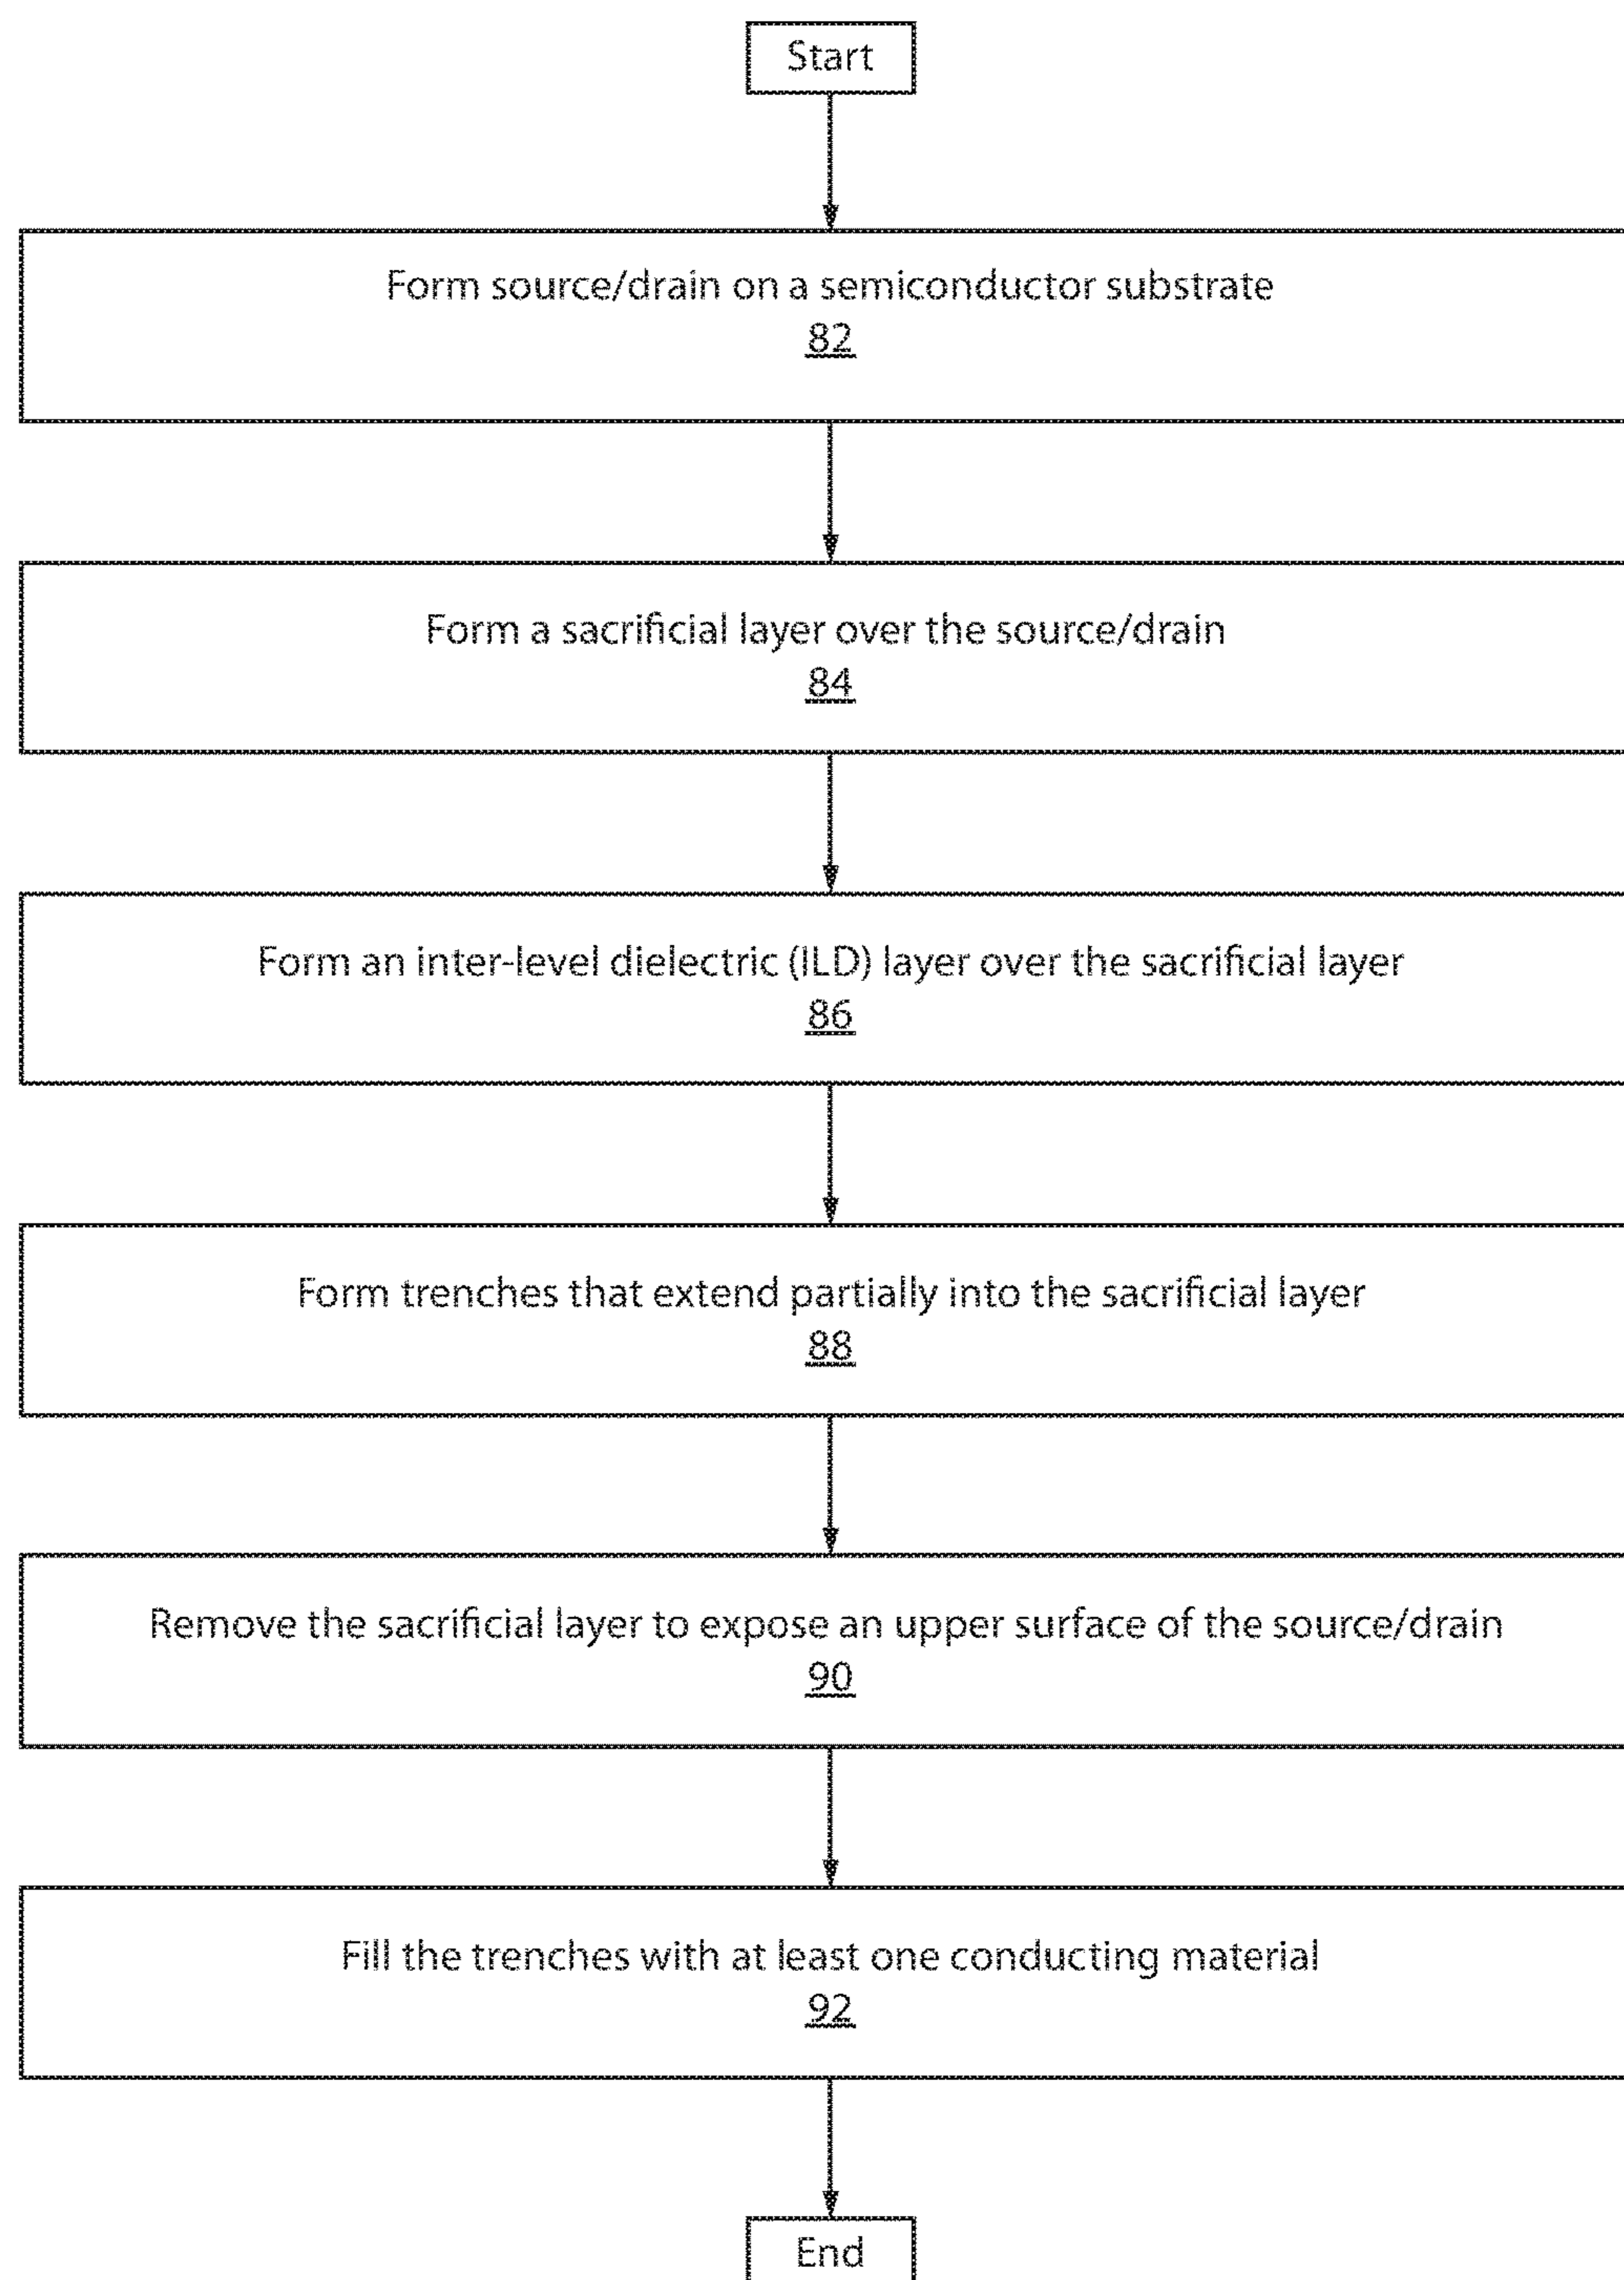 Start
Form source/drain on a semiconductor substrate
82
Form a sacrificial layer over the source/drain
84
Form an inter-level dielectric (ILD) layer over the sacrificial layer
86
Form trenches that extend partially into the sacrificial layer
88
Remove the sacrificial layer to expose an upper surface of the source/drain
90
Fill the trenches with at least one conducting material
92
End